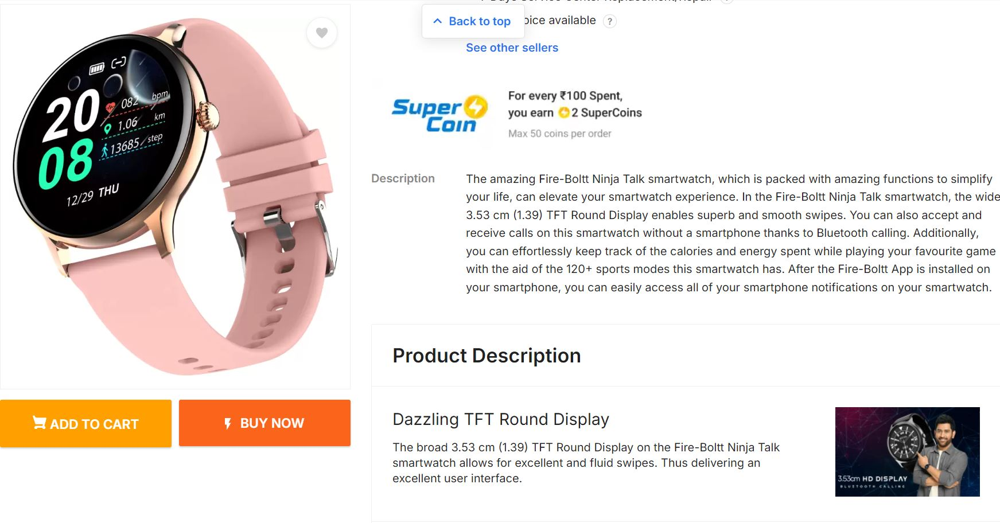 7 Days Service Center Replacement/Repair ?
Back to top
oice available ?
See other sellers
20
08
082 bpm
1.06 km
13685 / step
12/29 THU
Super
Coin
For every ₹100 Spent,
you earn 2 SuperCoins
Max 50 coins per order
Description
The amazing Fire-Boltt Ninja Talk smartwatch, which is packed with amazing functions to simplify
your life, can elevate your smartwatch experience. In the Fire-Boltt Ninja Talk smartwatch, the wide
3.53 cm (1.39) TFT Round Display enables superb and smooth swipes. You can also accept and
receive calls on this smartwatch without a smartphone thanks to Bluetooth calling. Additionally,
you can effortlessly keep track of the calories and energy spent while playing your favourite game
with the aid of the 120+ sports modes this smartwatch has. After the Fire-Boltt App is installed on
your smartphone, you can easily access all of your smartphone notifications on your smartwatch.
Product Description
ADD TO CART
BUY NOW
Dazzling TFT Round Display
The broad 3.53 cm (1.39) TFT Round Display on the Fire-Boltt Ninja Talk
smartwatch allows for excellent and fluid swipes. Thus delivering an
excellent user interface.
3.53cm HD DISPLAY
BLUETOOTH CALLING